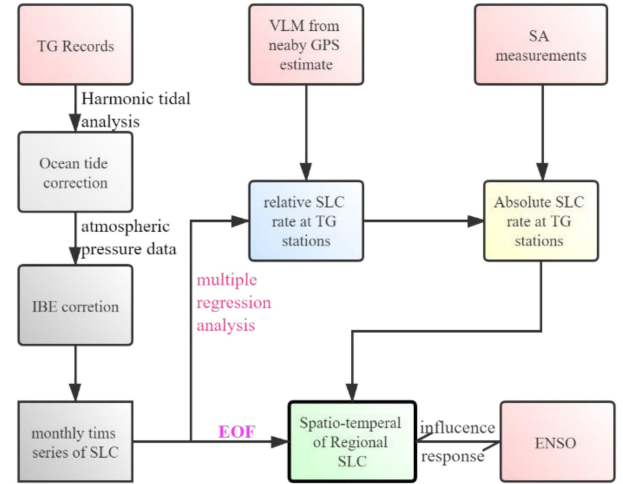 TG Records
VLM from
neaby GPS
estimate
SA
measurements
Harmonic tidal
analysis
Ocean tide
correction
relative SLC
rate at TG
stations
Absolute SLC
rate at TG
stations
atmospheric
pressure data
IBE corretion
multiple
regression
analysis
monthly tims
series of SLC
EOF
Spatio-temperal
of Regional
SLC
influcence
response
ENSO